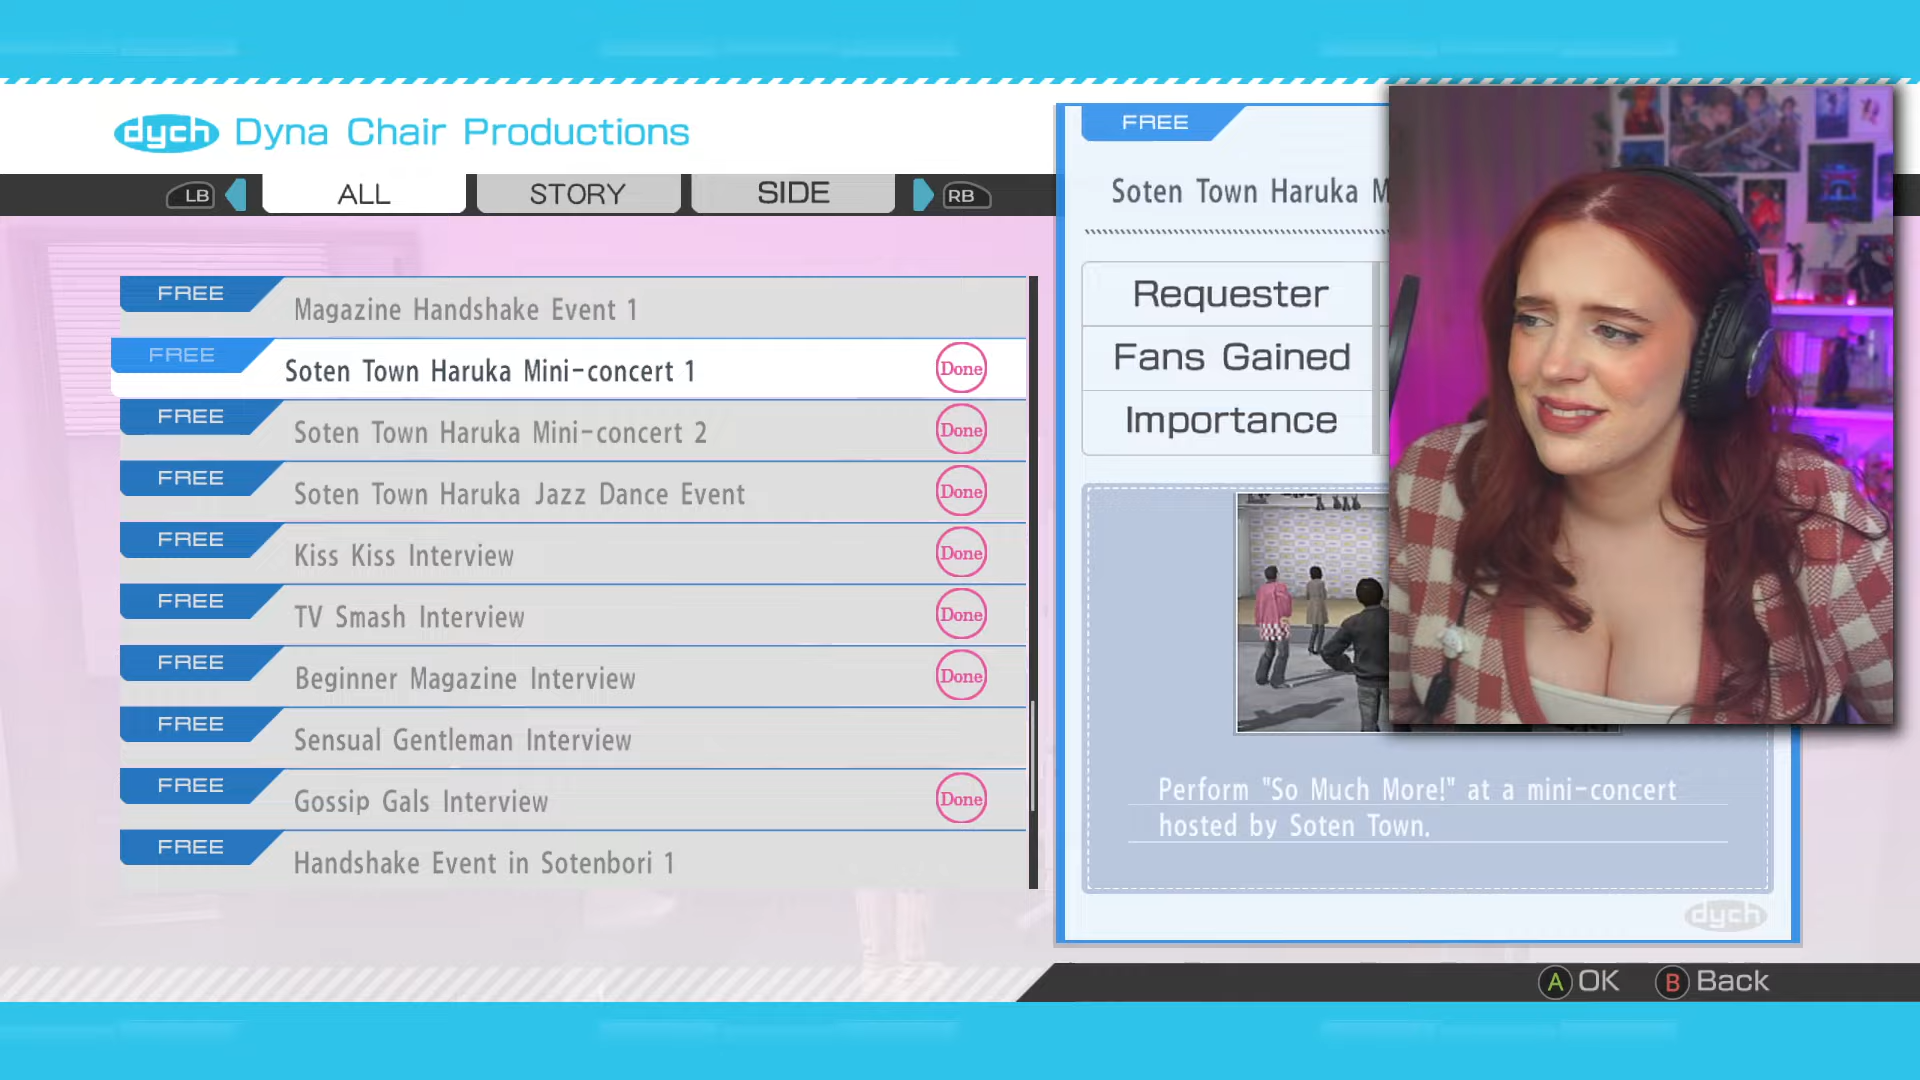 dych Dyna Chair Productions
LB ALL STORY SIDE RB
FREE Magazine Handshake Event 1
FREE Soten Town Haruka Mini-concert 1 Done
FREE Soten Town Haruka Mini-concert 2 Done
FREE Soten Town Haruka Jazz Dance Event Done
FREE Kiss Kiss Interview Done
FREE TV Smash Interview Done
FREE Beginner Magazine Interview Done
FREE Sensual Gentleman Interview
FREE Gossip Gals Interview Done
FREE Handshake Event in Sotenbori 1
FREE
Soten Town Haruka M
Requester
Fans Gained
Importance
Perform "So Much More!" at a mini-concert
hosted by Soten Town.
dych
A OK B Back